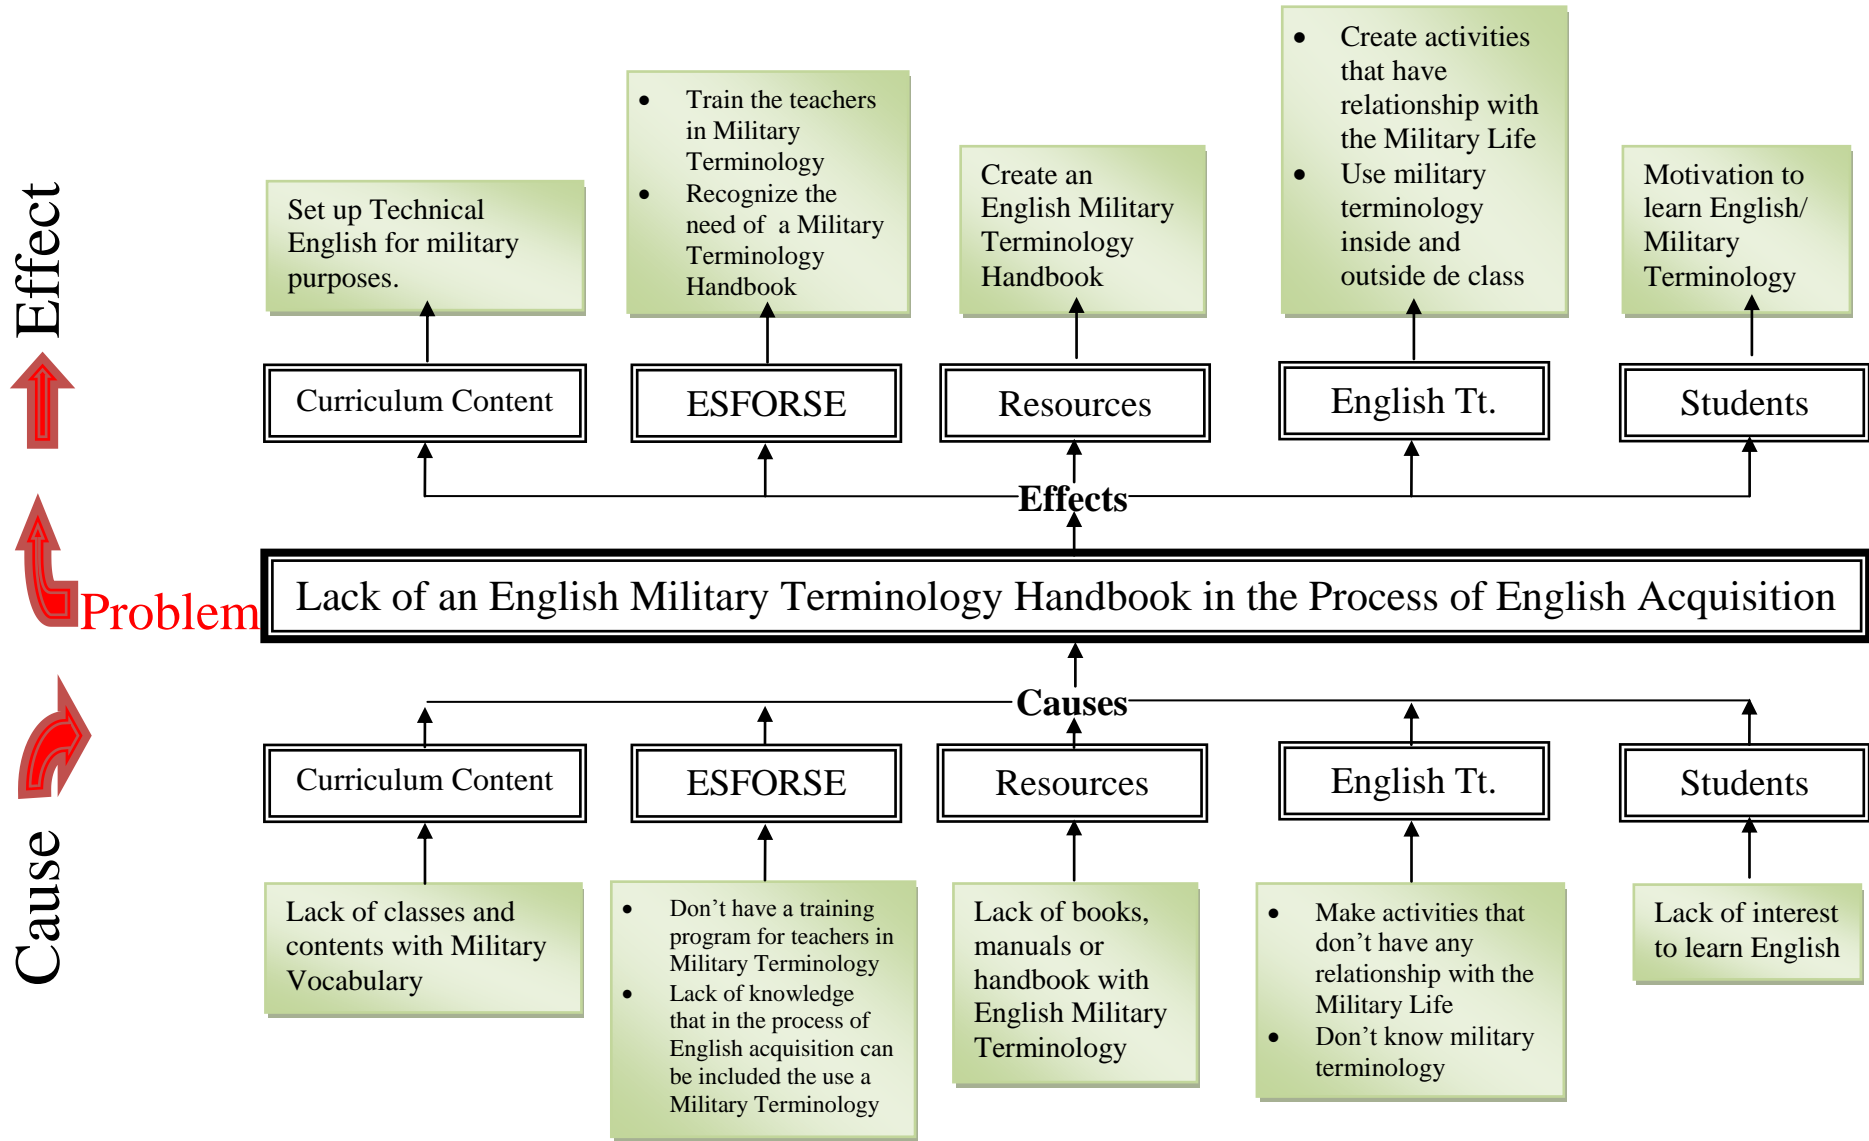 Effect
Set up Technical
English for military
purposes.
• Train the teachers
in Military
Terminology
• Recognize the
need of a Military
Terminology
Handbook
Create an
English Military
Terminology
Handbook
• Create activities
that have
relationship with
the Military Life
• Use military
terminology
inside and
outside de class
Motivation to
learn English/
Military
Terminology
Curriculum Content
ESFORSE
Resources
English Tt.
Students
Effects
Problem
Lack of an English Military Terminology Handbook in the Process of English Acquisition
Causes
Curriculum Content
ESFORSE
Resources
English Tt.
Students
Cause
Lack of classes and
contents with Military
Vocabulary
• Don’t have a training
program for teachers in
Military Terminology
• Lack of knowledge
that in the process of
English acquisition can
be included the use a
Military Terminology
Lack of books,
manuals or
handbook with
English Military
Terminology
• Make activities that
don’t have any
relationship with the
Military Life
• Don’t know military
terminology
Lack of interest
to learn English